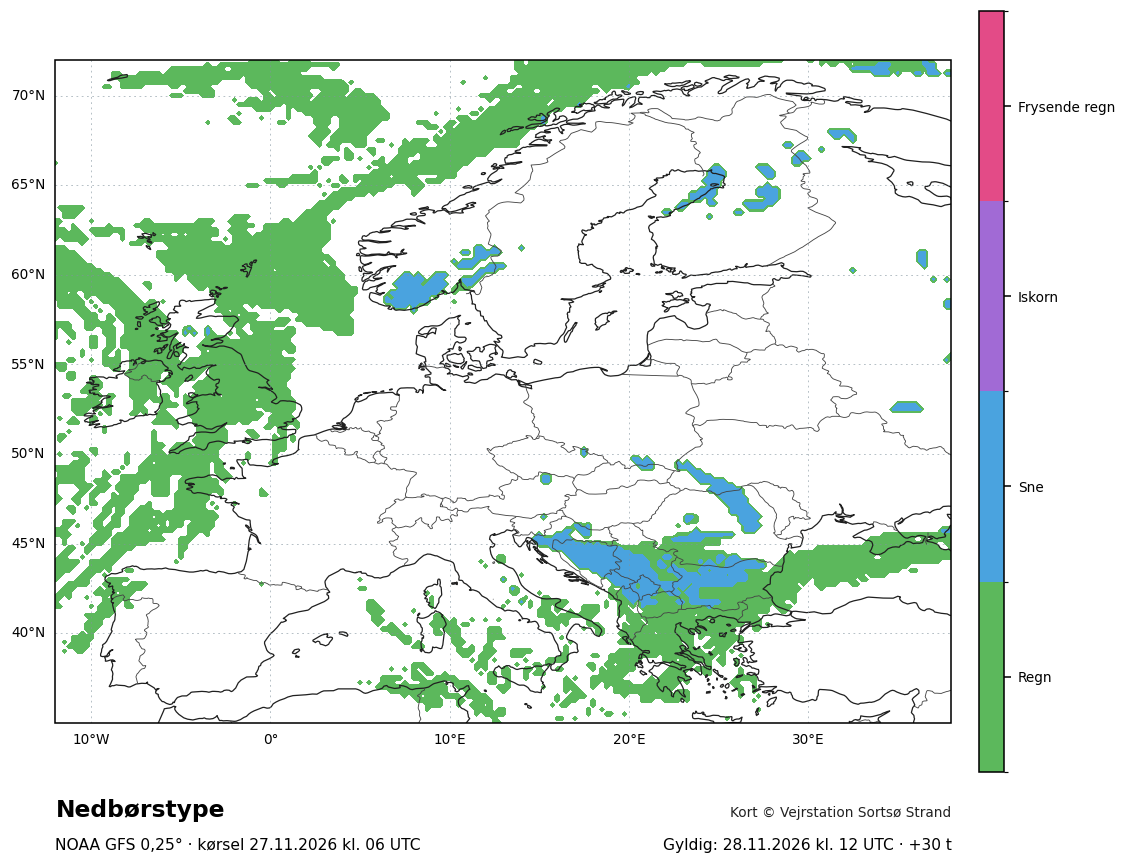 70°N
65°N
60°N
55°N
50°N
45°N
40°N
10°W
0°
10°E
20°E
30°E
Frysende regn
Iskorn
Sne
Regn
Nedbørstype
Kort © Vejrstation Sortsø Strand
NOAA GFS 0,25° · kørsel 27.11.2026 kl. 06 UTC
Gyldig: 28.11.2026 kl. 12 UTC · +30 t